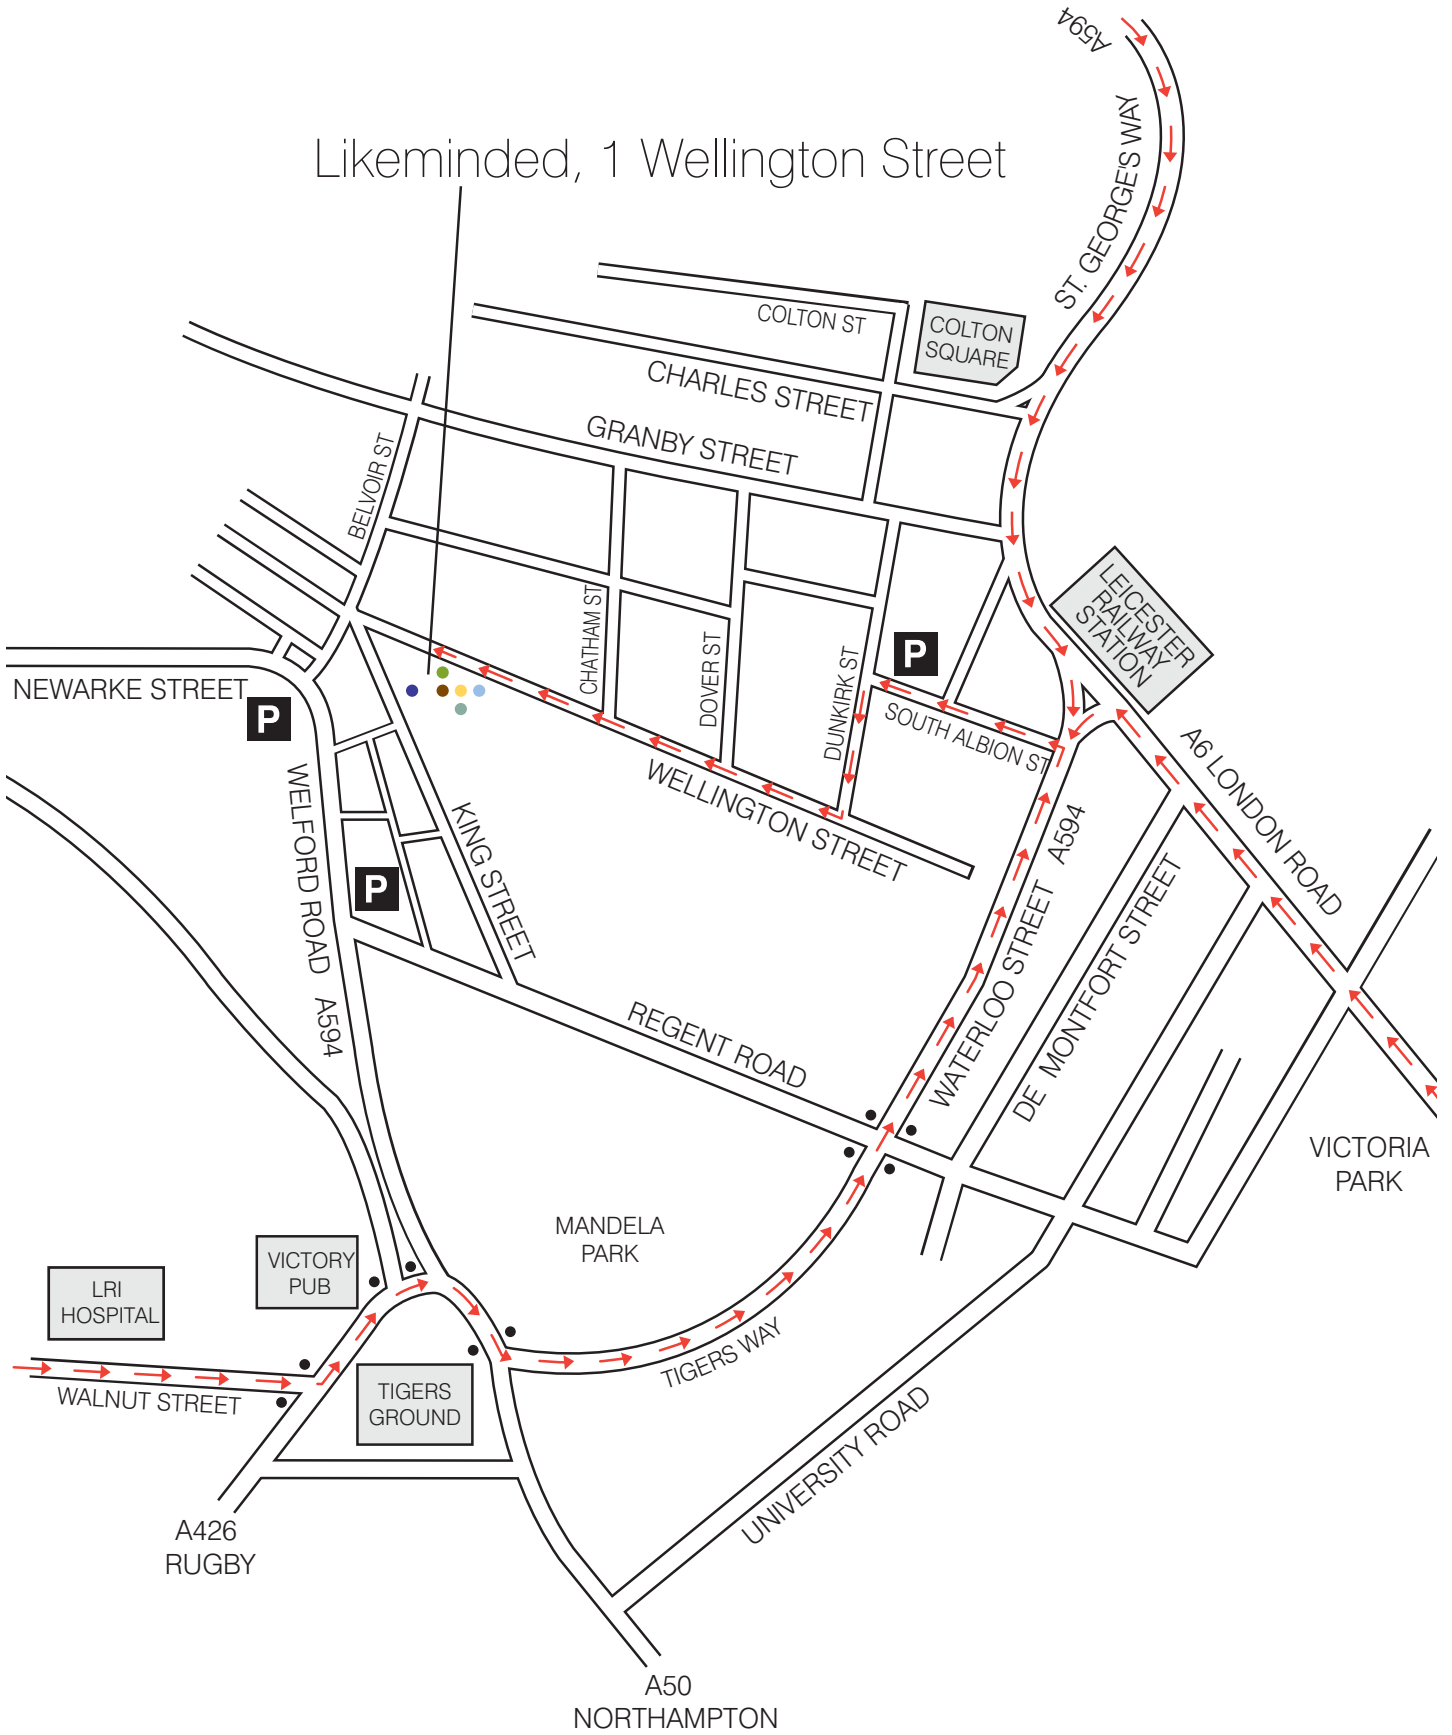 A594
ST. GEORGES WAY
Likeminded, 1 Wellington Street
COLTON ST
COLTON
SQUARE
CHARLES STREET
GRANBY STREET
BELVOIR ST
LEICESTER
RAILWAY
STATION
CHATHAM ST
DOVER ST
DUNKIRK ST
P
NEWARKE STREET
P
SOUTH ALBION ST
A6 LONDON ROAD
WELLINGTON STREET
WELFORD ROAD A594
KING STREET
P
WATERLOO STREET A594
DE MONTFORT STREET
REGENT ROAD
VICTORIA
PARK
MANDELA
PARK
VICTORY
PUB
LRI
HOSPITAL
WALNUT STREET
TIGERS
GROUND
TIGERS WAY
UNIVERSITY ROAD
A426
RUGBY
A50
NORTHAMPTON